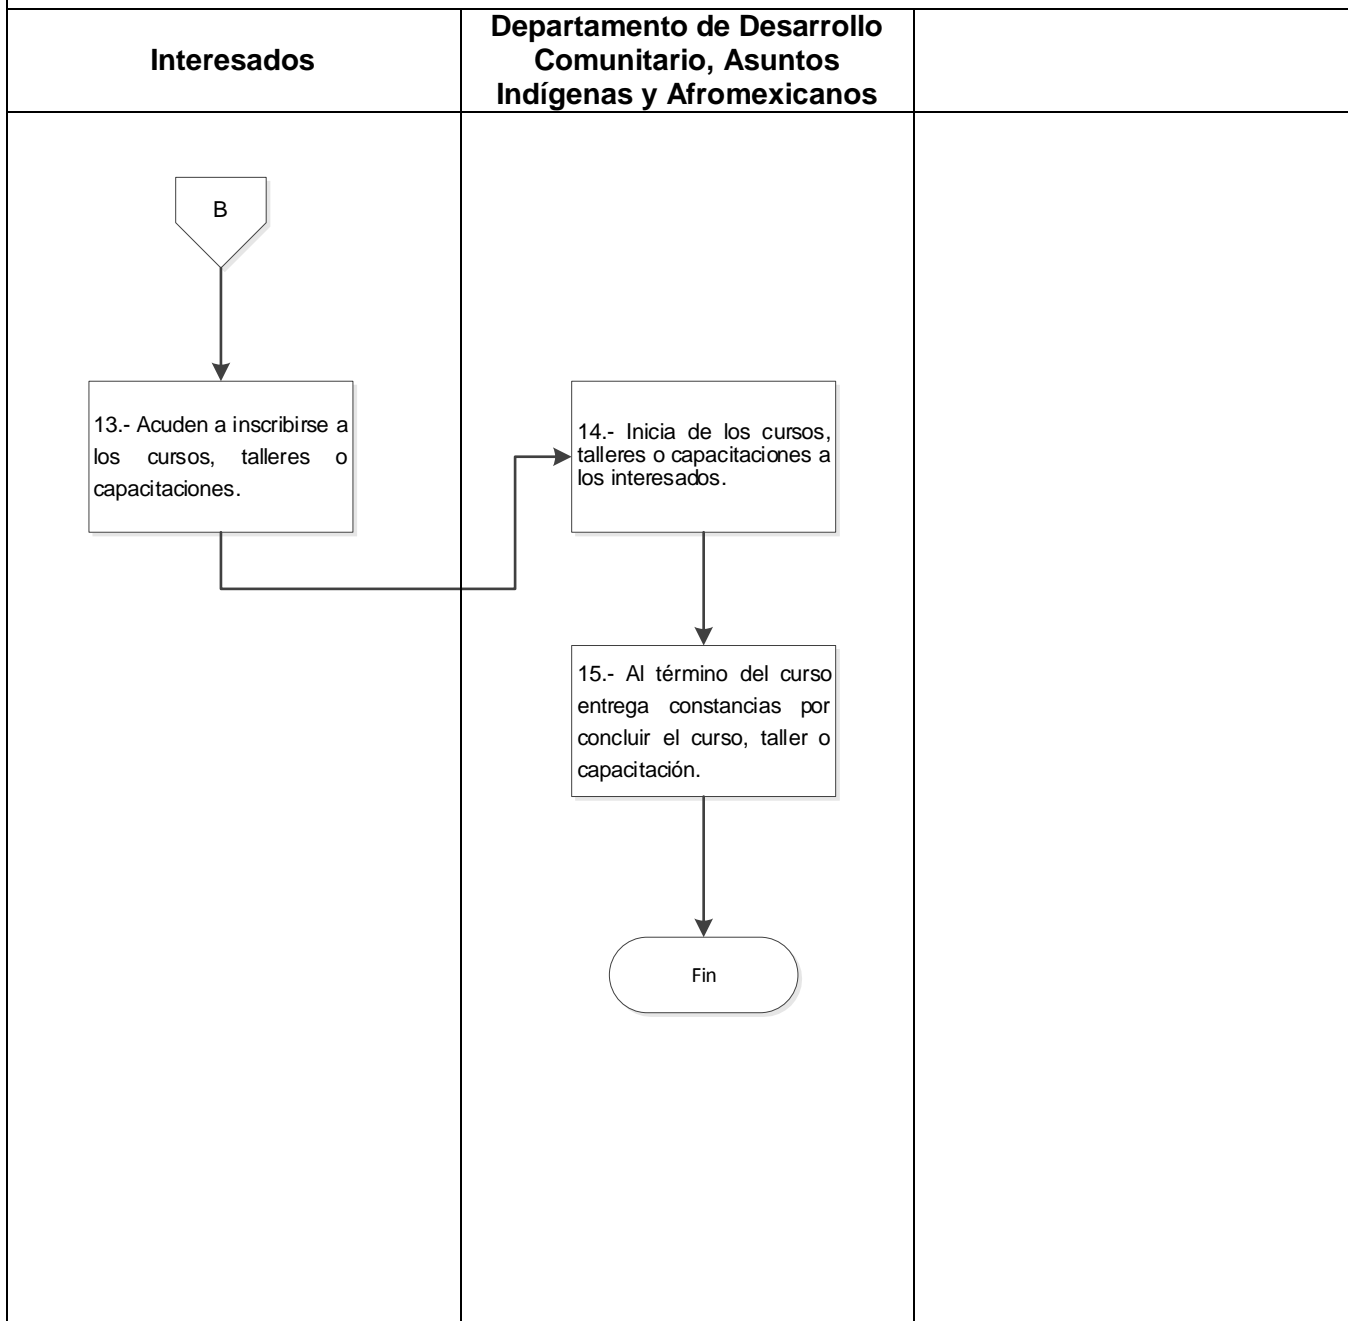 Interesados
Departamento de Desarrollo
Comunitario, Asuntos
Indígenas y Afromexicanos
B
13.- Acuden a inscribirse a
los cursos, talleres o
capacitaciones.
14.- Inicia de los cursos,
talleres o capacitaciones a
los interesados.
15.- Al término del curso
entrega constancias por
concluir el curso, taller o
capacitación.
Fin